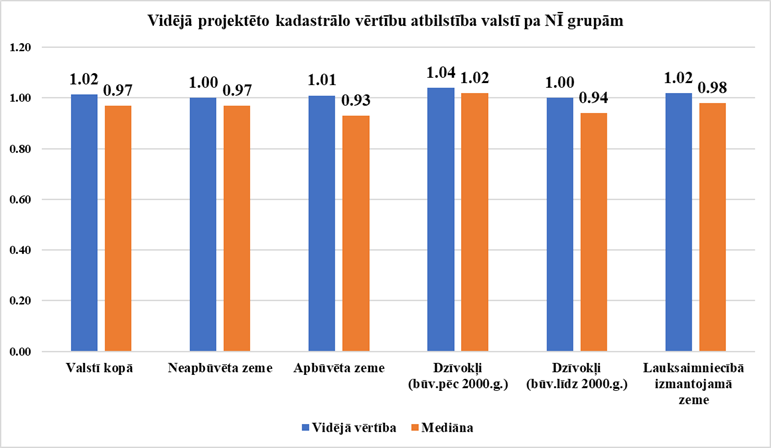 Vidējā projektēto kadastrālo vērtību atbilstība valstī pa NĪ grupām
1.20
1.00
0.80
0.60
0.40
0.20
0.00
1.02 0.97
1.00 0.97
1.01 0.93
1.04 1.02
1.00 0.94
1.02 0.98
Valstī kopā
Neapbūvēta zeme
Apbūvēta zeme
Dzīvokļi
(būv.pēc 2000.g.)
Dzīvokļi
(būv.līdz 2000.g.)
Lauksaimniecībā
izmantojamā
zeme
Vidējā vērtība Mediāna